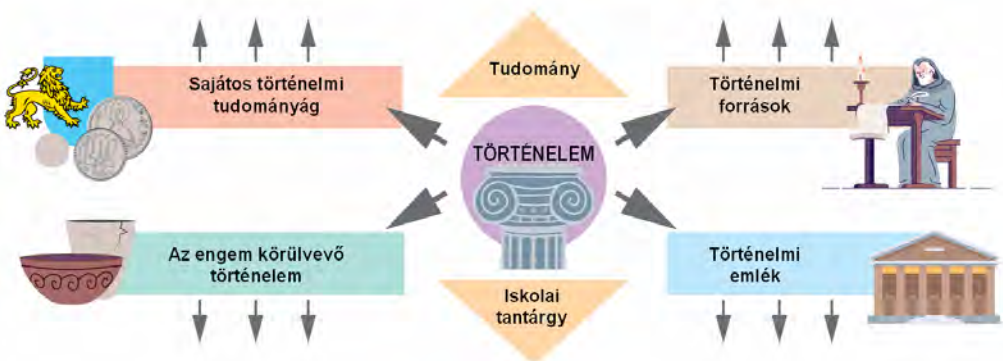 Sajátos történelmi
tudományág
Tudomány
Történelmi
források
TÖRTÉNELEM
Az engem körülvevő
történelem
Történelmi
emlék
Iskolai
tantárgy